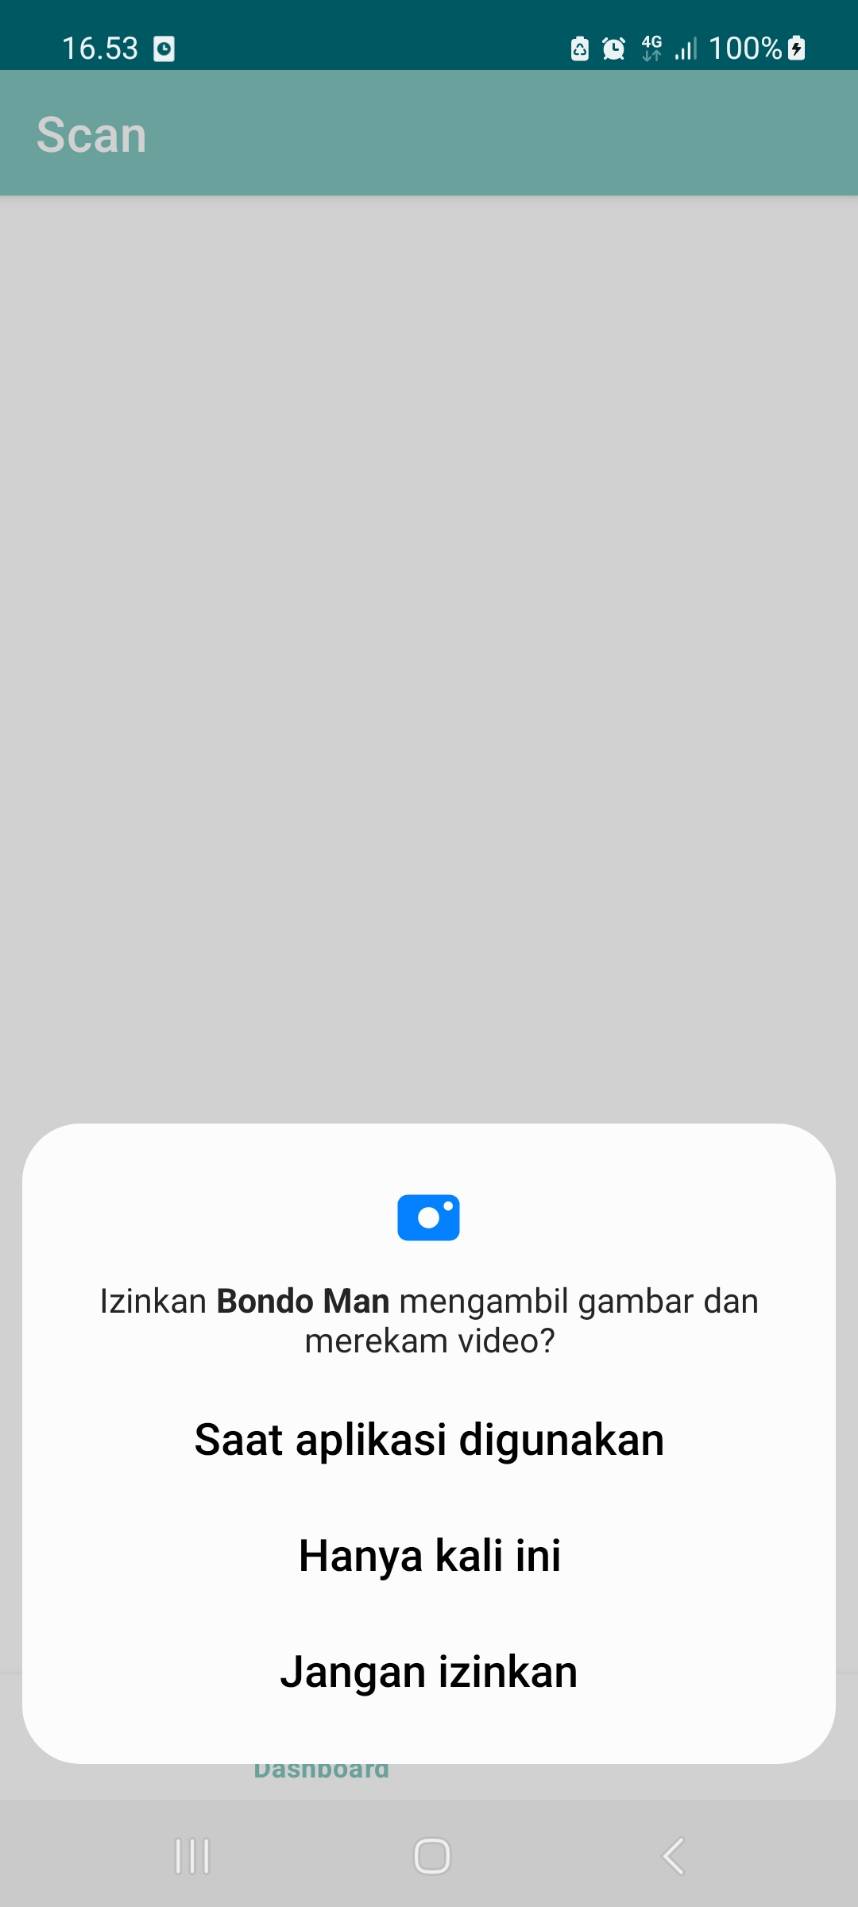 16.53
4G
100%
Scan
Izinkan Bondo Man mengambil gambar dan
merekam video?
Saat aplikasi digunakan
Hanya kali ini
Jangan izinkan
Dashboard